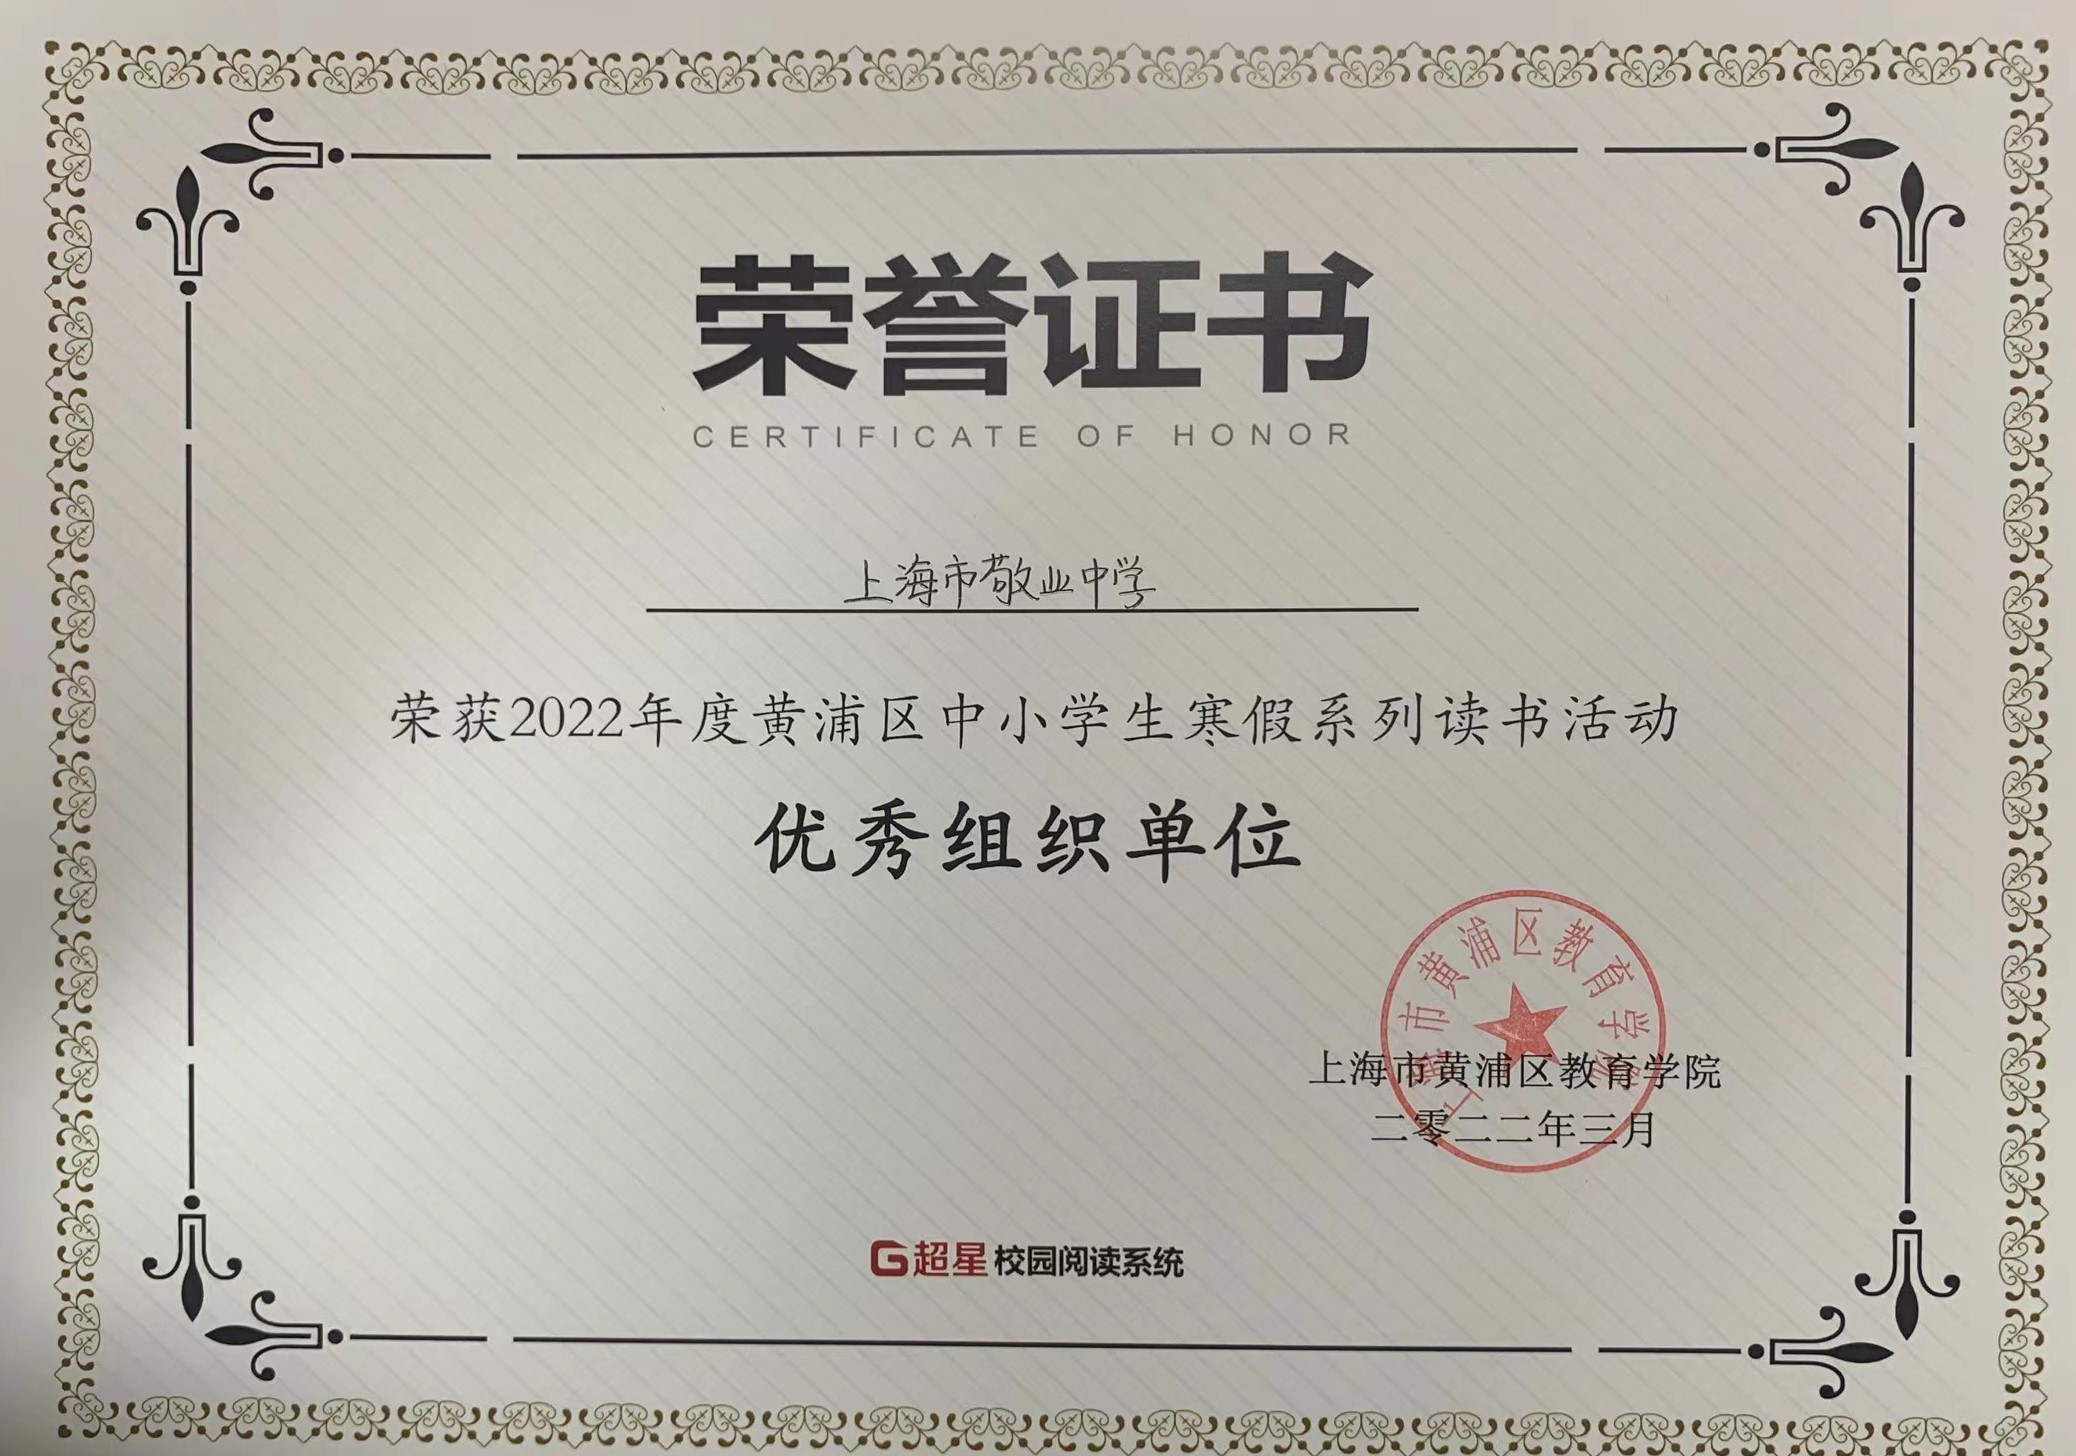 荣誉证书
CERTIFICATE OF HONOR
上海市敬业中学
荣获2022年度黄浦区中小学生寒假系列读书活动
优秀组织单位
上海市黄浦区教育学院
上海市黄浦区教育学院
二零二二年三月
超星校园阅读系统